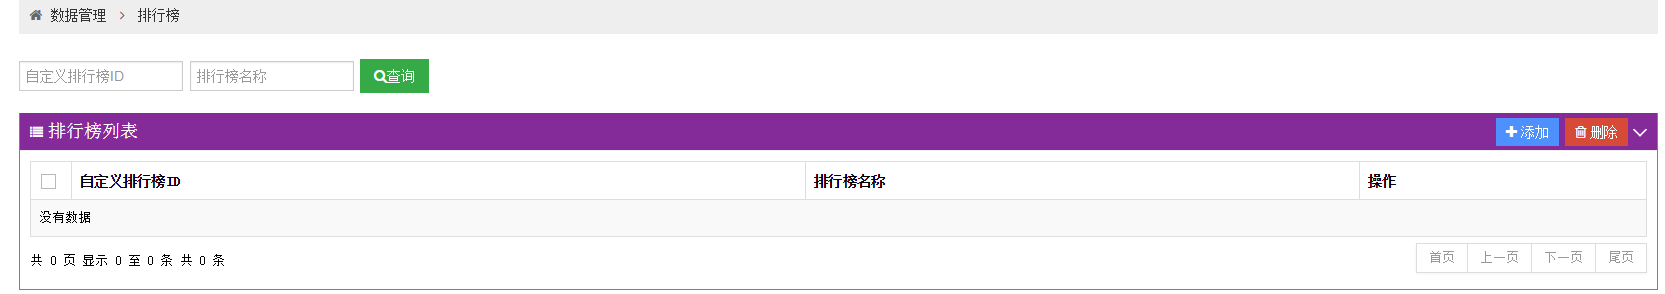 数据管理 > 排行榜
自定义排行榜ID 排行榜名称 查询
排行榜列表 添加 删除
自定义排行榜ID 排行榜名称 操作
没有数据
共 0 页 显示 0 至 0 条 共 0 条 首页 上一页 下一页 尾页